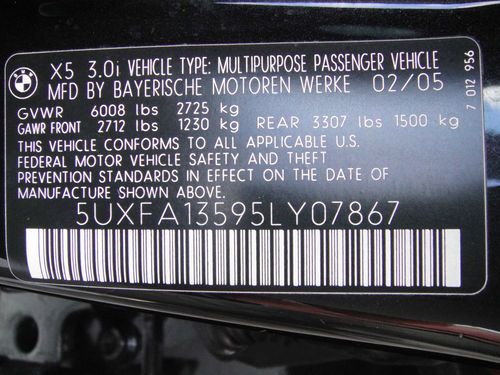 X5 3.0i VEHICLE TYPE: MULTIPURPOSE PASSENGER VEHICLE
MFD BY BAYERISCHE MOTOREN WERKE 02/05
GVWR 6008 lbs 2725 kg
GAWR FRONT 2712 lbs 1230 kg REAR 3307 lbs 1500 kg
THIS VEHICLE CONFORMS TO ALL APPLICABLE U.S.
FEDERAL MOTOR VEHICLE SAFETY AND THEFT
PREVENTION STANDARDS IN EFFECT ON THE DATE OF
MANUFACTURE SHOWN ABOVE.
5UXFA13595LY07867
7 012 956
BMW